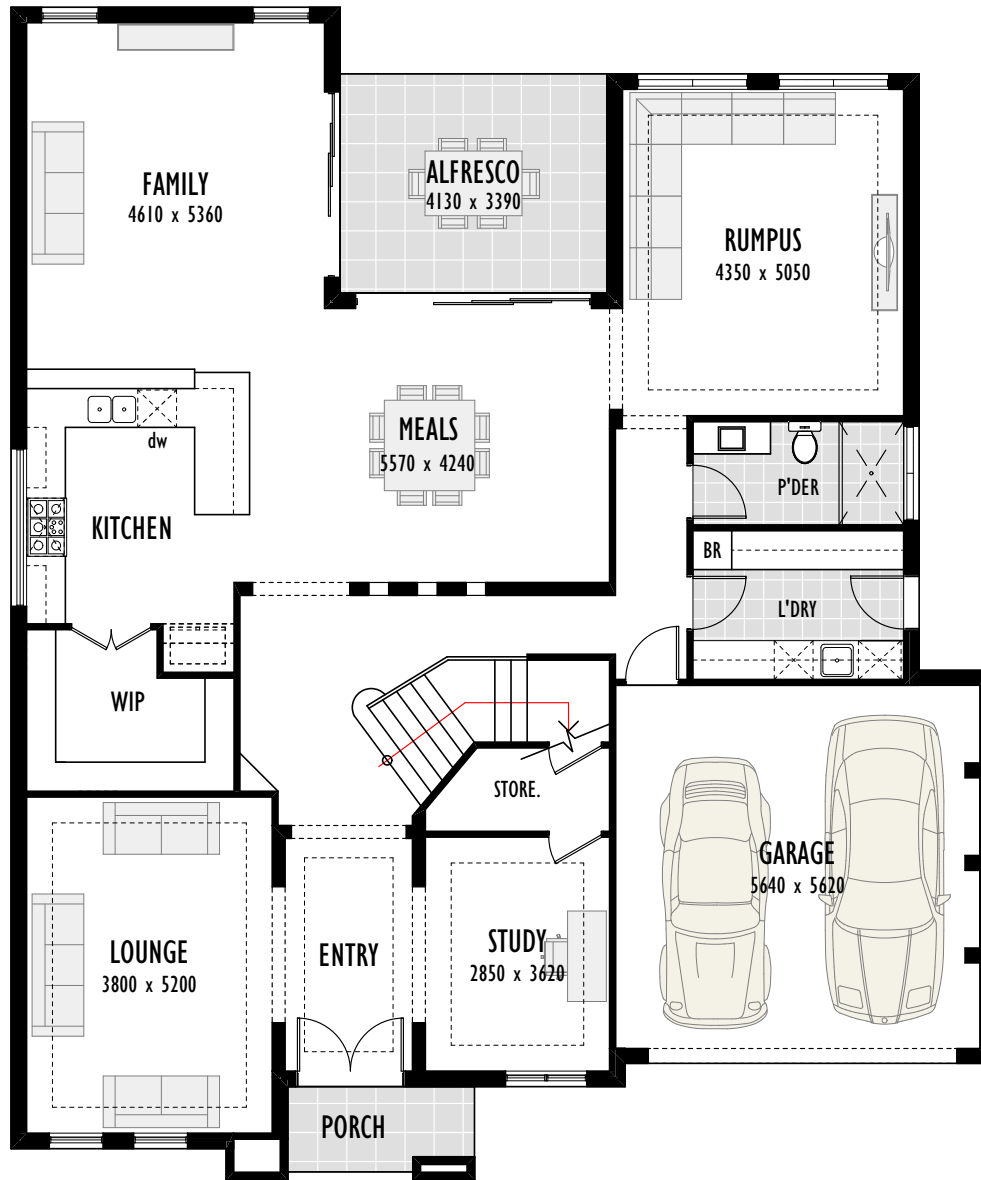 FAMILY
4610 x 5360
ALFRESCO
4130 x 3390
RUMPUS
4350 x 5050
MEALS
5570 x 4240
dw
KITCHEN
P'DER
BR
L'DRY
WIP
STORE.
GARAGE
5640 x 5620
LOUNGE
3800 x 5200
ENTRY
STUDY
2850 x 3620
PORCH